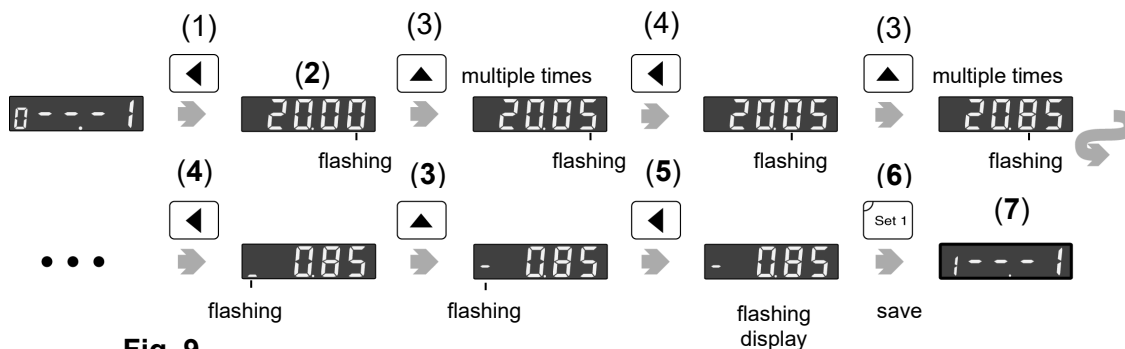 (1) (3) (4) (3)
(2) multiple times multiple times
0 - - . - 1 20.00 20.05 20.05 20.85
flashing flashing flashing flashing
(4) (3) (5) (6)
Set 1 (7)
• • • _ 0.85 - 0.85 - 0.85 1 - - . - 1
flashing flashing flashing save
display